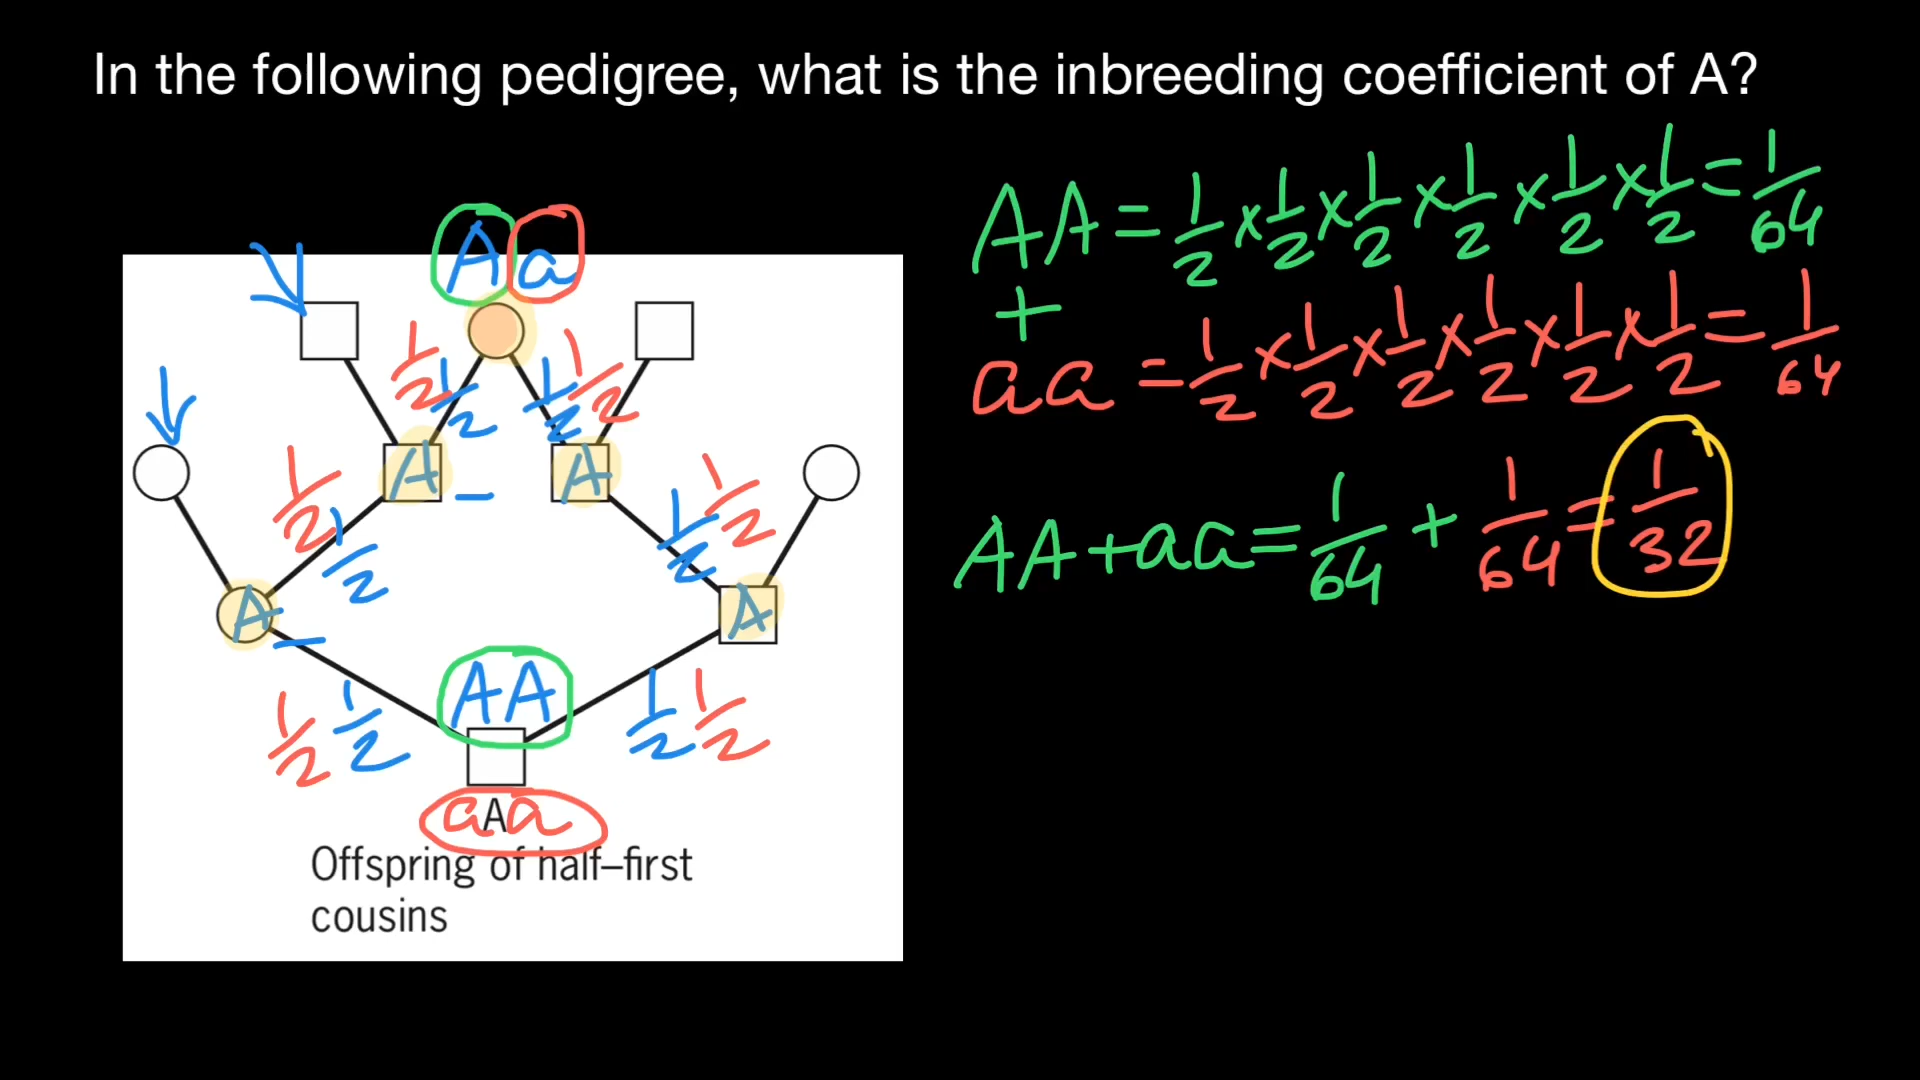 In the following pedigree, what is the inbreeding coefficient of A?
A a
AA = 1/2 × 1/2 × 1/2 × 1/2 × 1/2 × 1/2 = 1/64
+
aa = 1/2 × 1/2 × 1/2 × 1/2 × 1/2 × 1/2 = 1/64
AA + aa = 1/64 + 1/64 = 1/32
1/2 1/2 1/2 1/2
A _ A
1/2 1/2 1/2 1/2
A _ A
AA
1/2 1/2 1/2 1/2
A
aa
Offspring of half–first
cousins